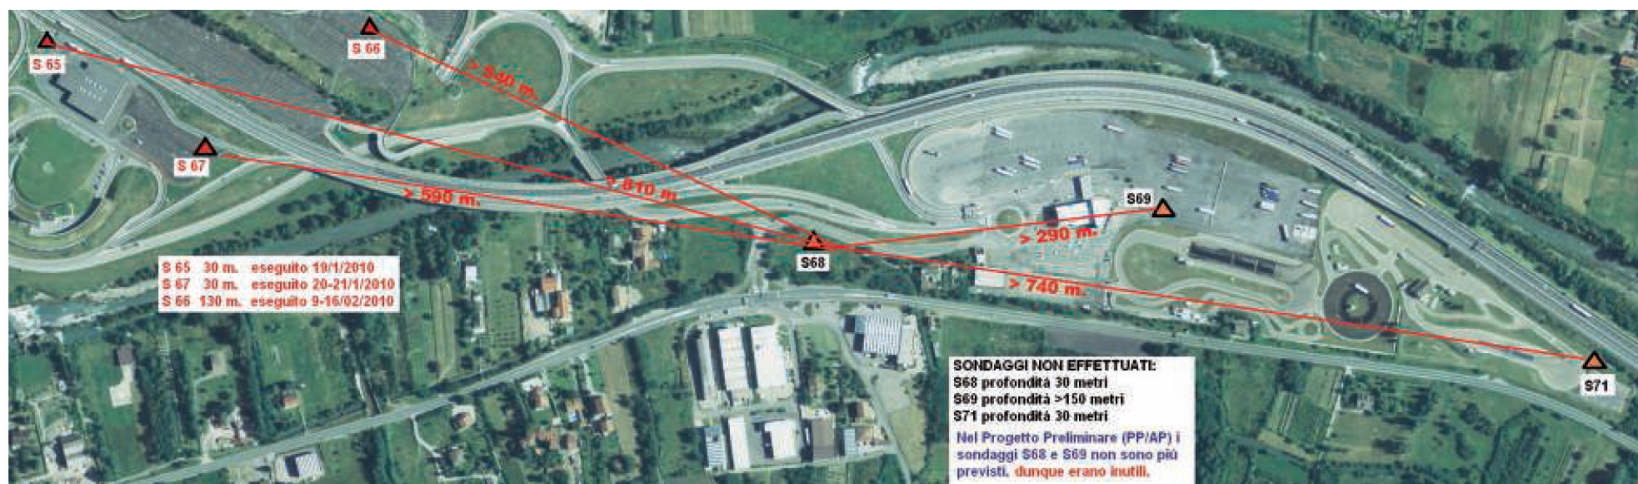 S 65
S 66
> 540 m.
S 67
> 810 m.
> 590 m.
S69
> 290 m.
S68
> 740 m.
S71
S 65 30 m. eseguito 19/1/2010
S 67 30 m. eseguito 20-21/1/2010
S 66 130 m. eseguito 9-16/02/2010
SONDAGGI NON EFFETTUATI:
S68 profondità 30 metri
S69 profondità >150 metri
S71 profondità 30 metri
Nel Progetto Preliminare (PP/AP) i
sondaggi S68 e S69 non sono più
previsti, dunque erano inutili.